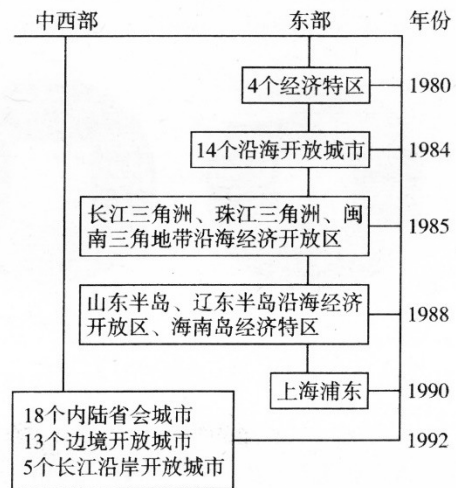 中西部 东部 年份
4个经济特区 1980
14个沿海开放城市 1984
长江三角洲、珠江三角洲、闽
南三角地带沿海经济开放区 1985
山东半岛、辽东半岛沿海经济
开放区、海南岛经济特区 1988
上海浦东 1990
18个内陆省会城市
13个边境开放城市 1992
5个长江沿岸开放城市